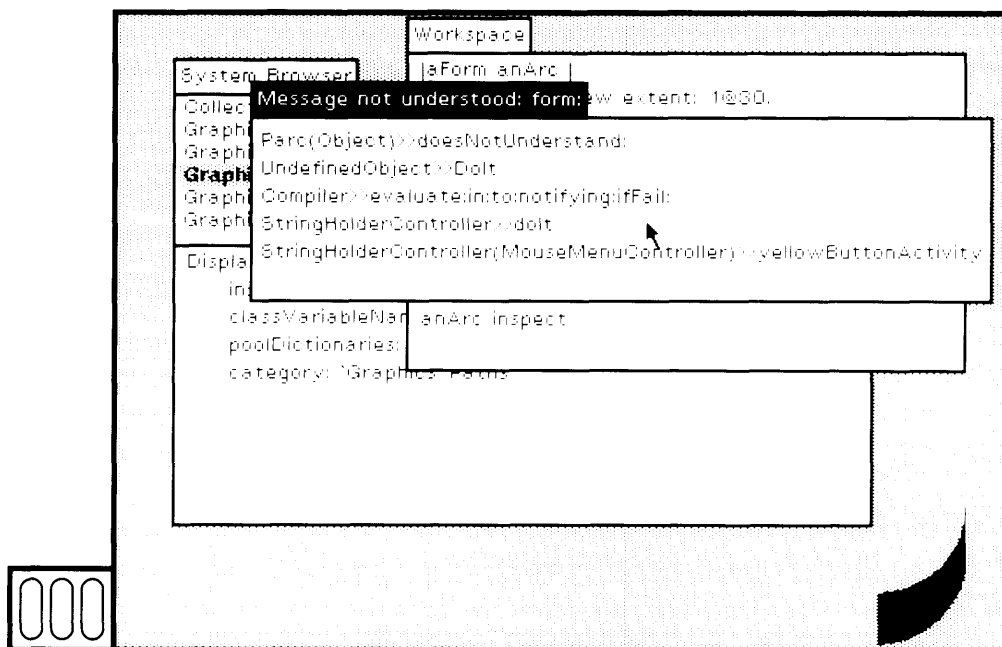 Workspace
|aForm anArc |
ew extent: 1@30.
System Browser
Collec
Graphi
Graphi
Graphi
Graphi
Graphi
Message not understood: form:
Parc(Object)>>doesNotUnderstand:
UndefinedObject>>DoIt
Compiler>>evaluate:in:to:notifying:ifFail:
StringHolderController>>doIt
StringHolderController(MouseMenuController)>>yellowButtonActivity
Displa
in
classVariableNam
poolDictionaries:
category: 'Graphics-Paths'
anArc inspect